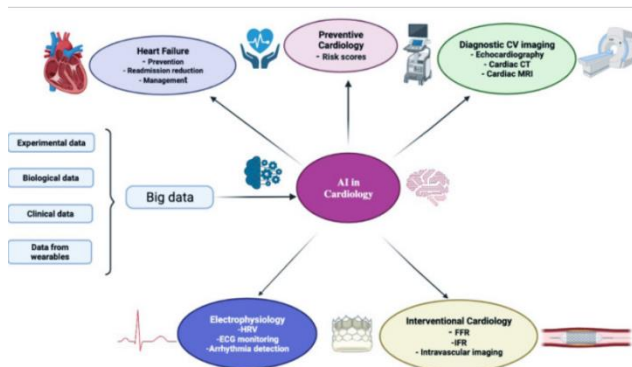 Heart Failure
- Prevention
- Readmission reduction
- Management
Preventive
Cardiology
- Risk scores
Diagnostic CV imaging
- Echocardiography
- Cardiac CT
- Cardiac MRI
Experimental data
Biological data
Clinical data
Data from
wearables
Big data
AI in
Cardiology
Electrophysiology
-HRV
-ECG monitoring
-Arrhythmia detection
Interventional Cardiology
- FFR
-IFR
- Intravascular imaging